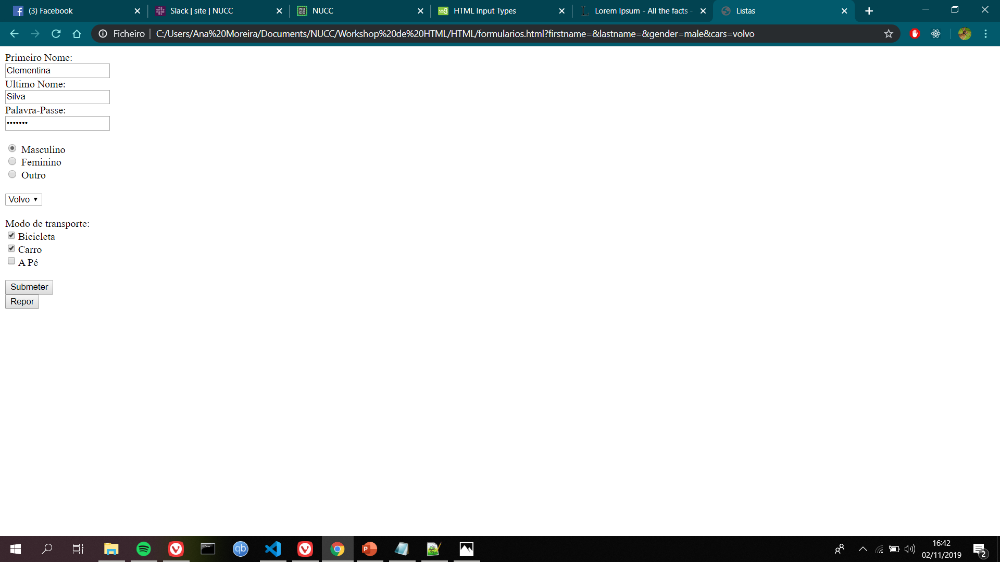 (3) Facebook
Slack | site | NUCC
NUCC
HTML Input Types
Lorem Ipsum - All the facts -
Listas
Ficheiro | C:/Users/Ana%20Moreira/Documents/NUCC/Workshop%20de%20HTML/HTML/formularios.html?firstname=&lastname=&gender=male&cars=volvo
Primeiro Nome:
Clementina
Ultimo Nome:
Silva
Palavra-Passe:
•••••••
Masculino
Feminino
Outro
Volvo
Modo de transporte:
Bicicleta
Carro
A Pé
Submeter
Repor
qb
16:42
02/11/2019
2